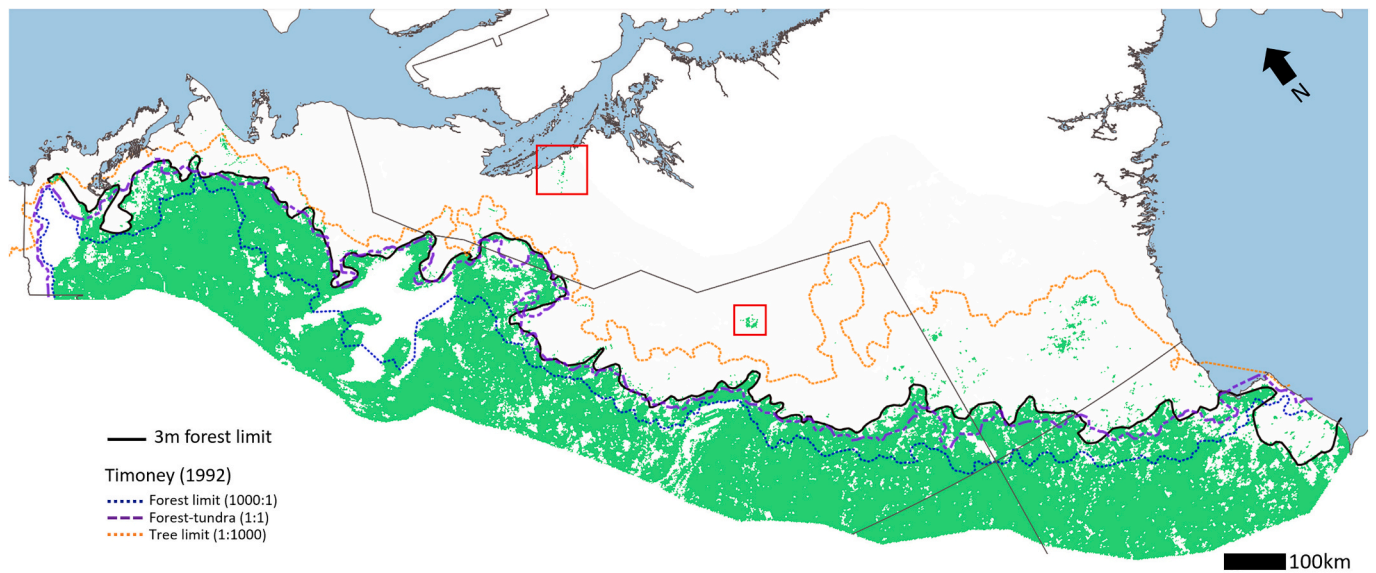 N
3m forest limit
Timoney (1992)
Forest limit (1000:1)
Forest-tundra (1:1)
Tree limit (1:1000)
100km